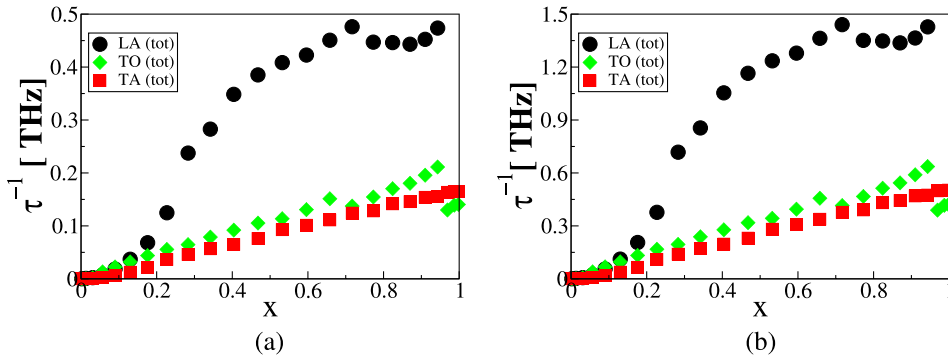 0.5
0.4
0.3
0.2
0.1
0
τ⁻¹ [ THz]
LA (tot)
TO (tot)
TA (tot)
0 0.2 0.4 0.6 0.8 1
x
(a)
1.5
1.2
0.9
0.6
0.3
0
τ⁻¹ [ THz]
LA (tot)
TO (tot)
TA (tot)
0 0.2 0.4 0.6 0.8 1
x
(b)